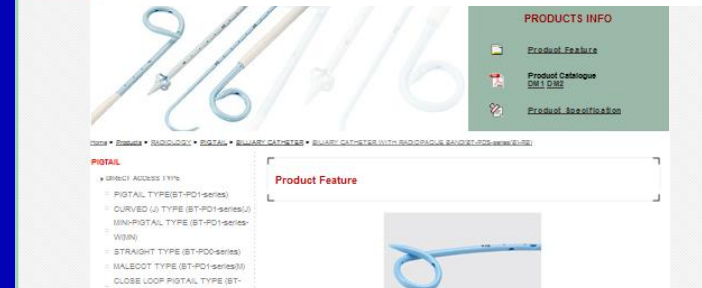 PRODUCTS INFO
Product Feature
Product Catalogue
DM1 DM2
Product Specification
Home ▪ Products ▪ RADIOLOGY ▪ PIGTAIL ▪ BILIARY CATHETER ▪ BILIARY CATHETER WITH RADIOPAQUE BAND(BT-PDS-series(B)-RB)
PIGTAIL
DIRECT ACCESS TYPE
PIGTAIL TYPE(BT-PD1-series)
CURVED (J) TYPE (BT-PD1-series(J)
MINI-PIGTAIL TYPE (BT-PD1-series-
W(MN)
STRAIGHT TYPE (BT-PD0-series)
MALECOT TYPE (BT-PD1-series(M)
CLOSE LOOP PIGTAIL TYPE (BT-
Product Feature